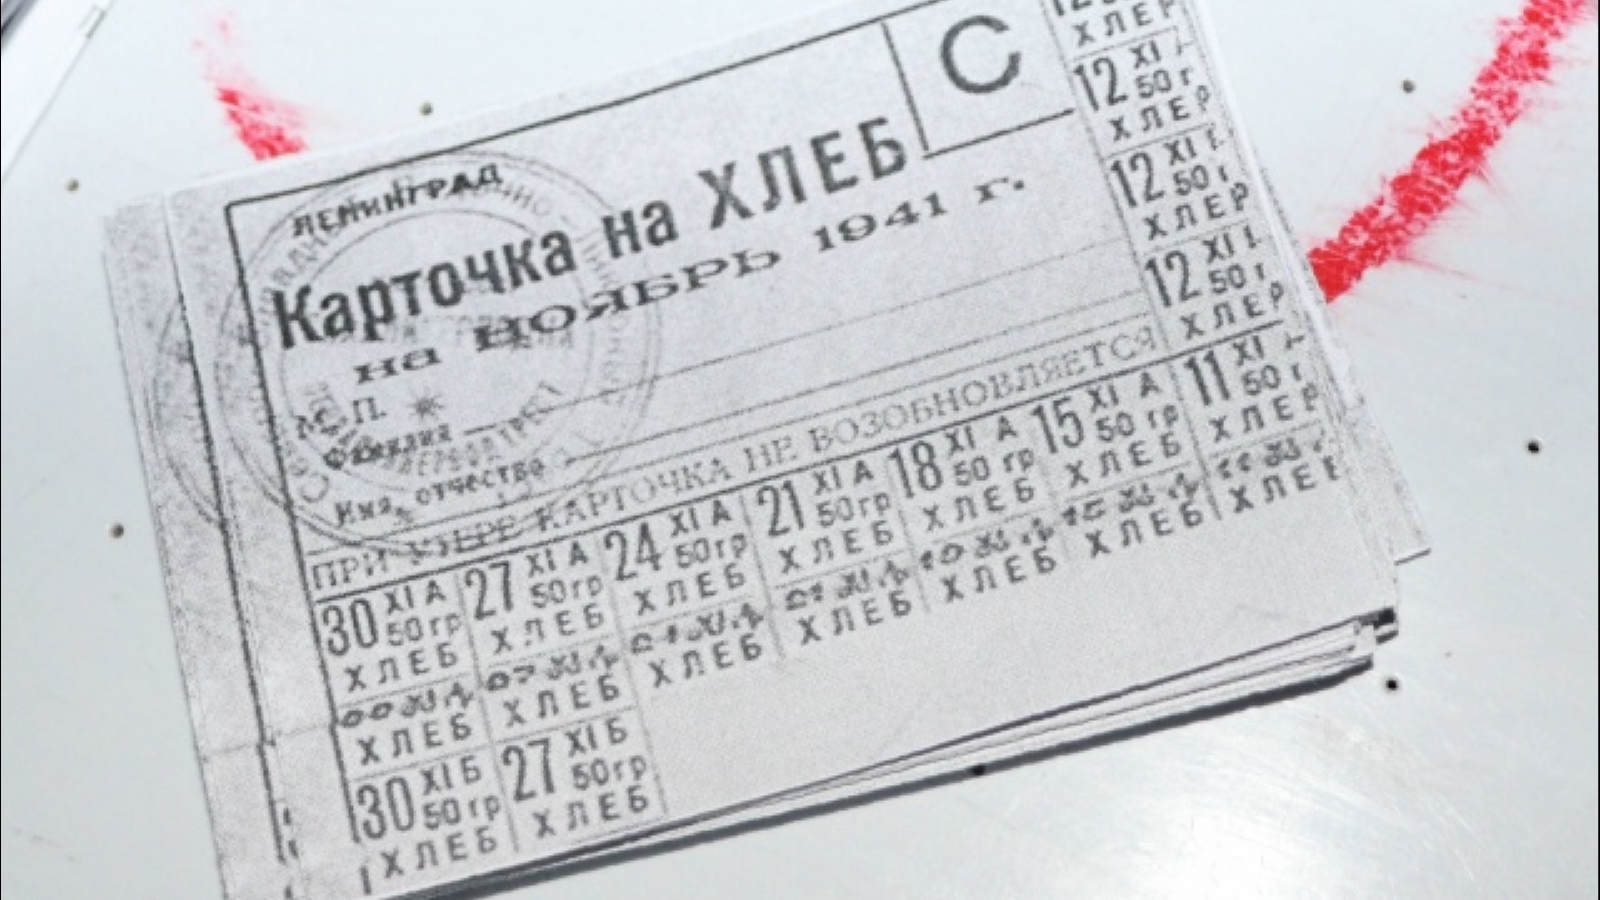 С
ЛЕНИНГРАД
Карточка на ХЛЕБ
на НОЯБРЬ 1941 г.
М. П.
Фамилия
Имя, отчество
ПРИ УТЕРЕ КАРТОЧКА НЕ ВОЗОБНОВЛЯЕТСЯ
ХЛЕБ
12 XI
50 г
ХЛЕБ
12 XI
50 г
ХЛЕБ
12 XI
50 г
ХЛЕБ
30 XI А 50 гр ХЛЕБ
27 XI А 50 гр ХЛЕБ
24 XI А 50 гр ХЛЕБ
21 XI А 50 гр ХЛЕБ
18 XI А 50 гр ХЛЕБ
15 XI А 50 гр ХЛЕБ
11 XI 50 г ХЛЕБ
ХЛЕБ
ХЛЕБ
ХЛЕБ
ХЛЕБ
ХЛЕБ
ХЛЕБ
ХЛЕБ
30 XI Б 50 гр ХЛЕБ
27 XI Б 50 гр ХЛЕБ